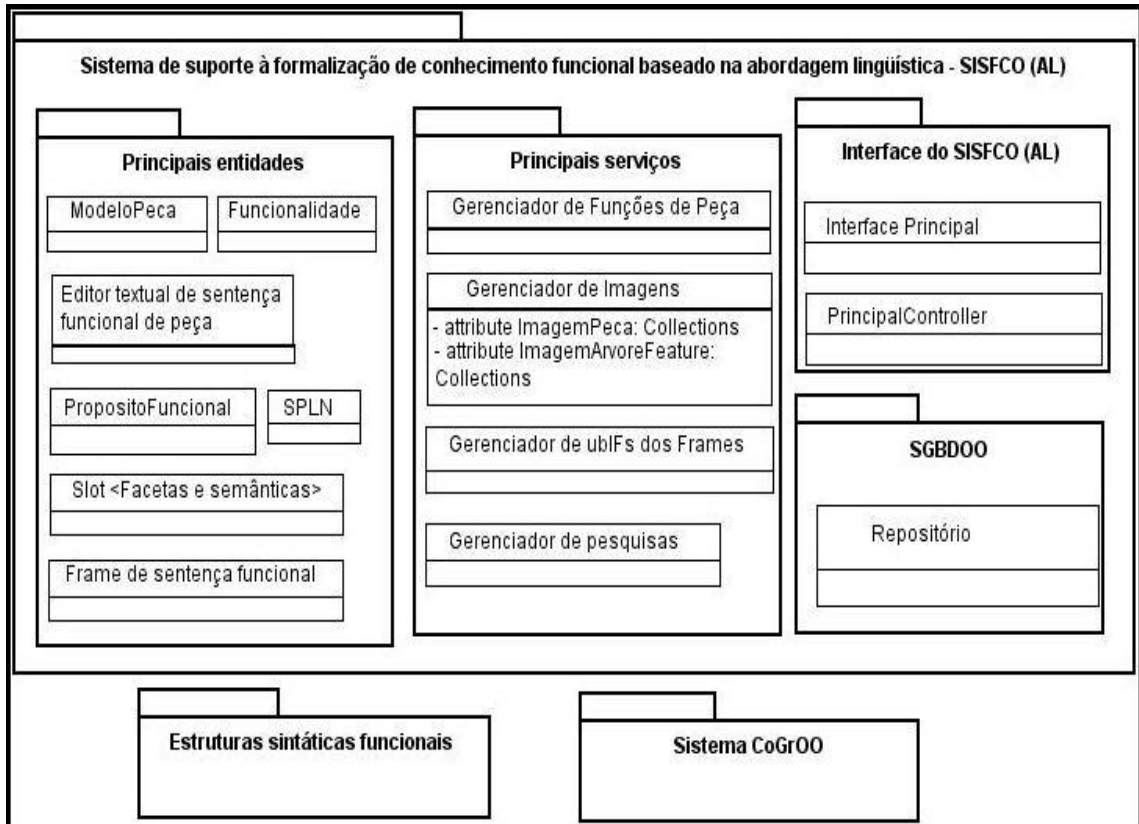 Sistema de suporte à formalização de conhecimento funcional baseado na abordagem lingüística - SISFCO (AL)
Principais entidades
ModeloPeca
Funcionalidade
Editor textual de sentença
funcional de peça
PropositoFuncional
SPLN
Slot <Facetas e semânticas>
Frame de sentença funcional
Principais serviços
Gerenciador de Funções de Peça
Gerenciador de Imagens
- attribute ImagemPeca: Collections
- attribute ImagemArvoreFeature:
Collections
Gerenciador de ublFs dos Frames
Gerenciador de pesquisas
Interface do SISFCO (AL)
Interface Principal
PrincipalController
SGBDOO
Repositório
Estruturas sintáticas funcionais
Sistema CoGrOO